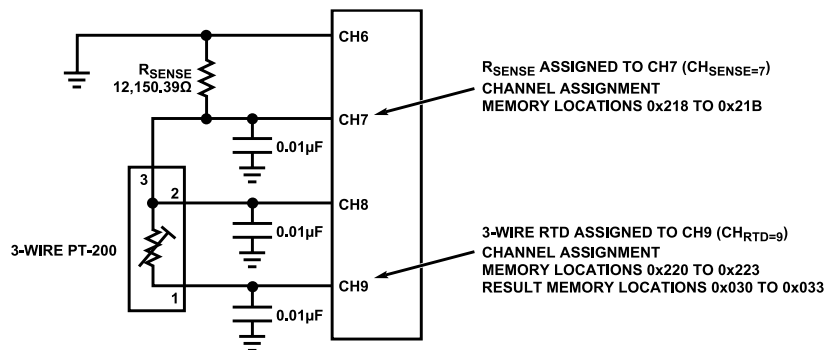 CH6
RSENSE
12,150.39Ω
RSENSE ASSIGNED TO CH7 (CHSENSE=7)
CHANNEL ASSIGNMENT
MEMORY LOCATIONS 0x218 TO 0x21B
CH7
0.01µF
3
2
CH8
3-WIRE PT-200
0.01µF
3-WIRE RTD ASSIGNED TO CH9 (CHRTD=9)
CHANNEL ASSIGNMENT
MEMORY LOCATIONS 0x220 TO 0x223
RESULT MEMORY LOCATIONS 0x030 TO 0x033
1
CH9
0.01µF